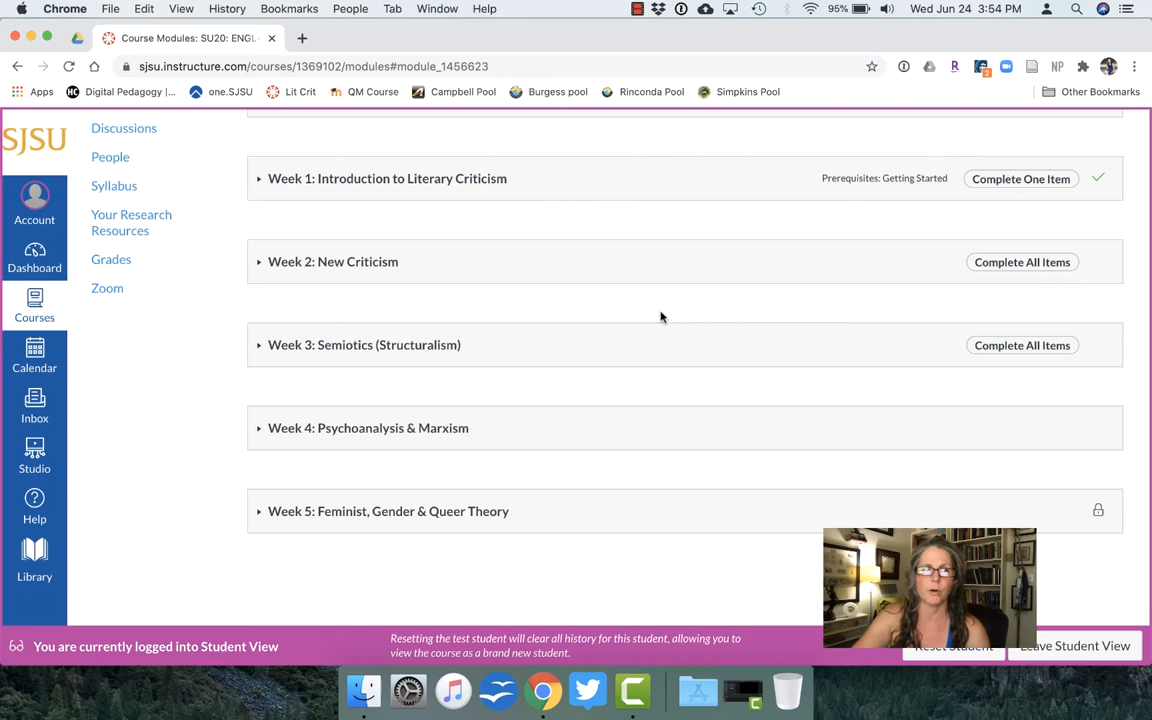 Chrome File Edit View History Bookmarks People Tab Window Help 95% Wed Jun 24 3:54 PM
Course Modules: SU20: ENGL-
sjsu.instructure.com/courses/1369102/modules#module_1456623
R 2 NP
Apps Digital Pedagogy |... one.SJSU Lit Crit QM Course Campbell Pool Burgess pool Rinconda Pool Simpkins Pool Other Bookmarks
SJSU
Account
Dashboard
Courses
Calendar
Inbox
Studio
Help
Library
Discussions
People
Syllabus
Your Research
Resources
Grades
Zoom
Week 1: Introduction to Literary Criticism Prerequisites: Getting Started Complete One Item
Week 2: New Criticism Complete All Items
Week 3: Semiotics (Structuralism) Complete All Items
Week 4: Psychoanalysis & Marxism
Week 5: Feminist, Gender & Queer Theory
You are currently logged into Student View
Resetting the test student will clear all history for this student, allowing you to
view the course as a brand new student.
Reset Student Leave Student View